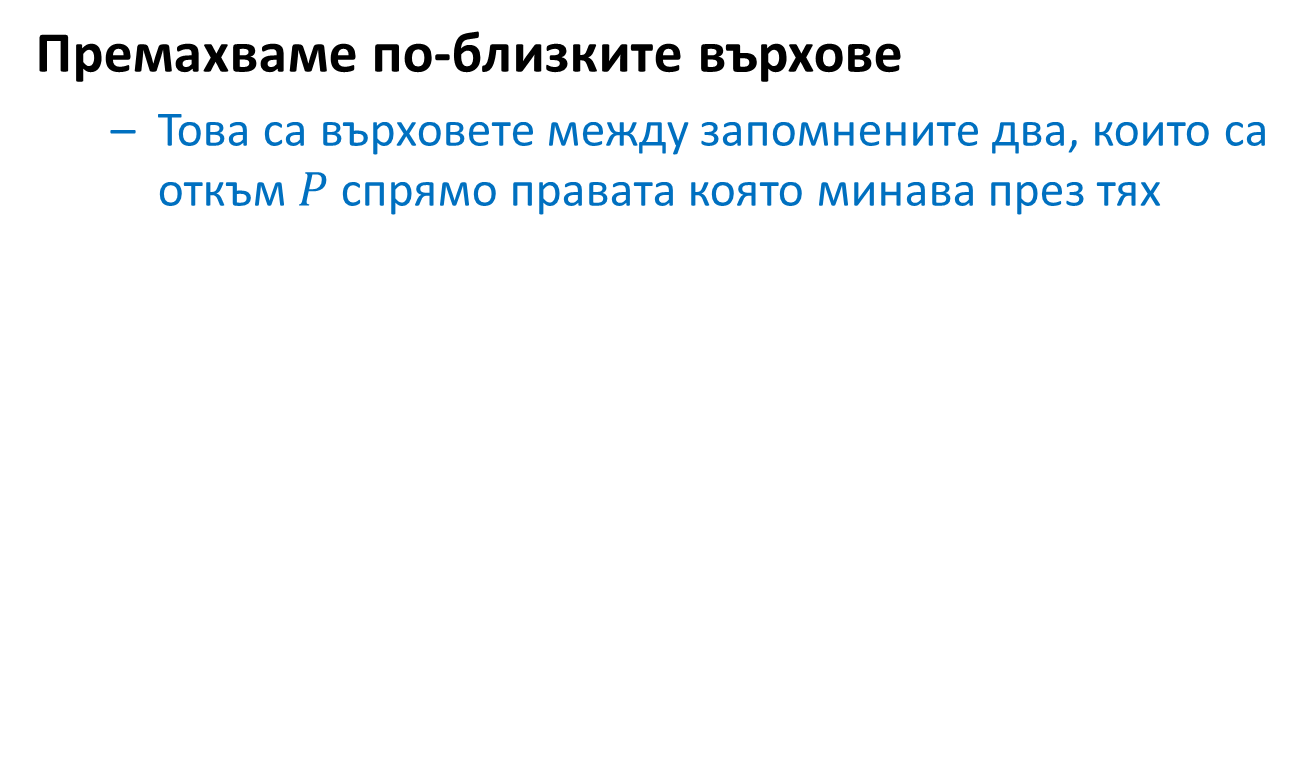 Премахваме по-близките върхове
– Това са върховете между запомнените два, които са
откъм P спрямо правата която минава през тях